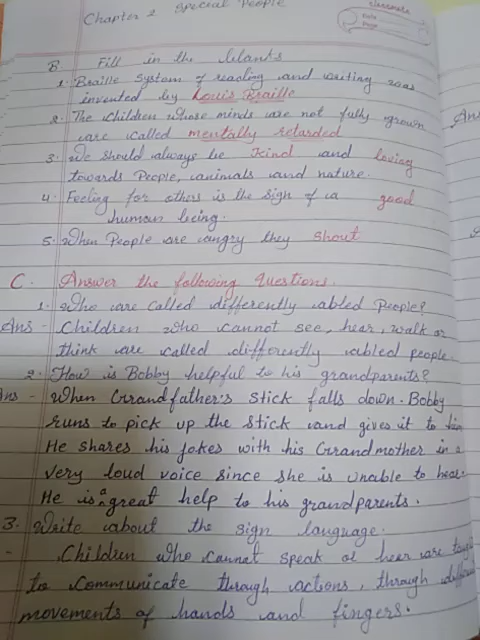 Chapter 2 Special People
classmate
Date
Page
B. Fill in the blanks
1. Braille system of reading and writing was
invented by Louis Braille
2. The children whose minds are not fully grown
are called mentally retarded
3. We should always be Kind and loving
towards People, animals and nature.
4. Feeling for others is the sign of a good
human being.
5. When People are angry they shout
C. Answer the following Questions.
1. Who are called differently abled People?
Ans - Children who cannot see, hear, walk or
think are called differently abled people.
2. How is Bobby helpful to his grandparents?
Ans - When Grandfather's stick falls down. Bobby
runs to pick up the stick and gives it to him
He shares his jokes with his Grandmother in a
very loud voice since she is unable to hear.
He is a great help to his grandparents.
3. Write about the sign language.
- Children who cannot speak or hear are
to communicate through actions, through
movements of hands and fingers.
Ans